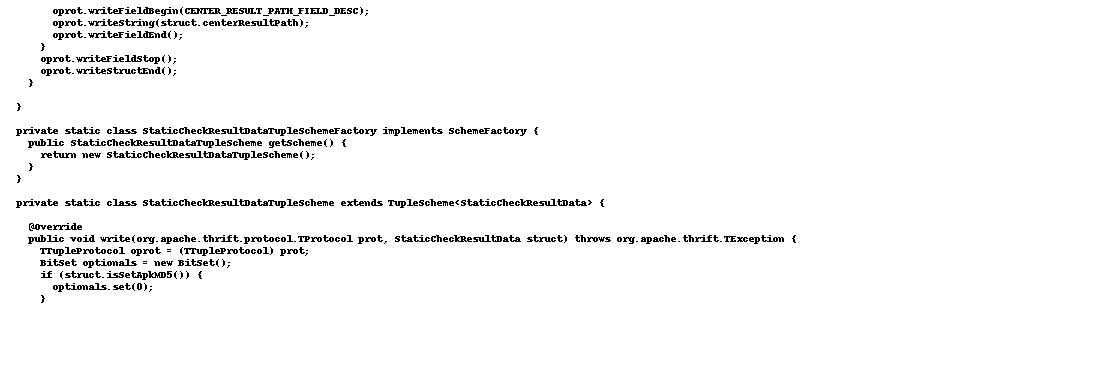 oprot.writeFieldBegin(CENTER_RESULT_PATH_FIELD_DESC);
oprot.writeString(struct.centerResultPath);
oprot.writeFieldEnd();
}
oprot.writeFieldStop();
oprot.writeStructEnd();
}
}
private static class StaticCheckResultDataTupleSchemeFactory implements SchemeFactory {
public StaticCheckResultDataTupleScheme getScheme() {
return new StaticCheckResultDataTupleScheme();
}
}
private static class StaticCheckResultDataTupleScheme extends TupleScheme<StaticCheckResultData> {
@Override
public void write(org.apache.thrift.protocol.TProtocol prot, StaticCheckResultData struct) throws org.apache.thrift.TException {
TTupleProtocol oprot = (TTupleProtocol) prot;
BitSet optionals = new BitSet();
if (struct.isSetApkMD5()) {
optionals.set(0);
}